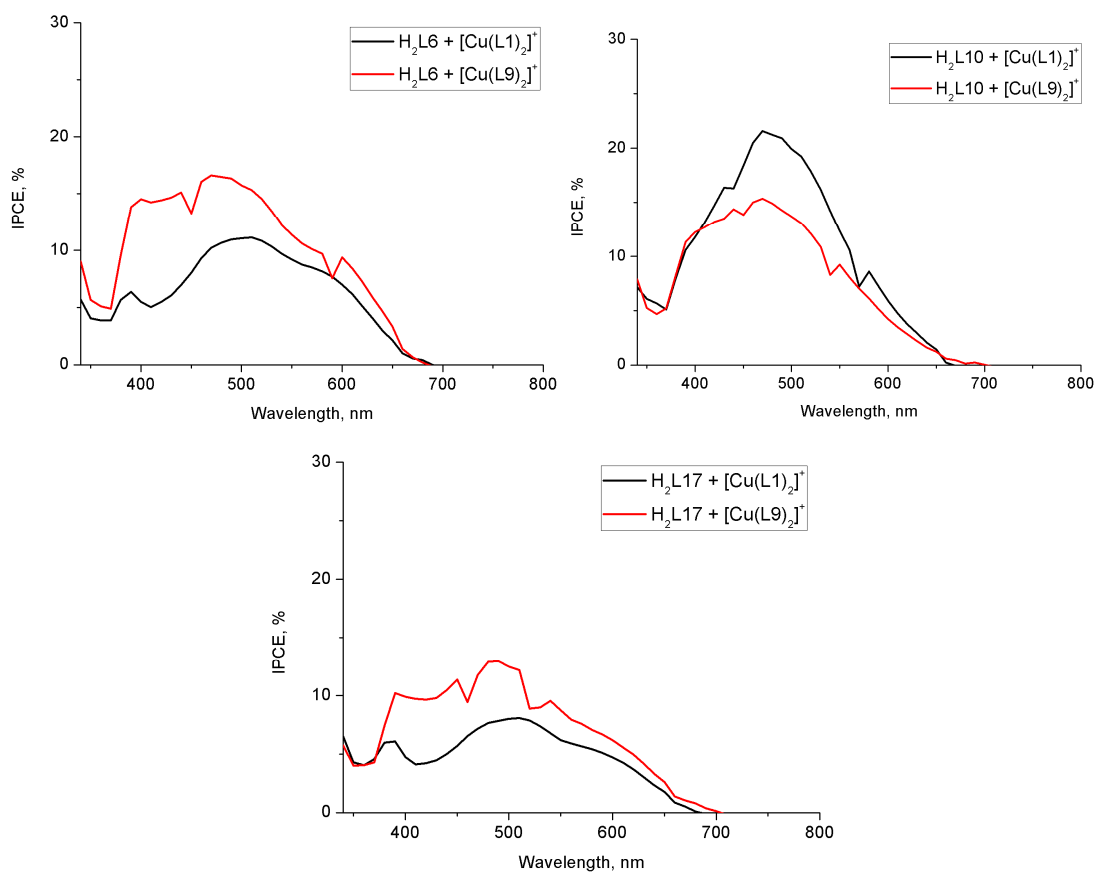 30
20
10
0
IPCE, %
H₂L6 + [Cu(L1)₂]⁺
H₂L6 + [Cu(L9)₂]⁺
400 500 600 700 800
Wavelength, nm
30
20
10
0
IPCE, %
H₂L10 + [Cu(L1)₂]⁺
H₂L10 + [Cu(L9)₂]⁺
400 500 600 700 800
Wavelength, nm
30
20
10
0
IPCE, %
H₂L17 + [Cu(L1)₂]⁺
H₂L17 + [Cu(L9)₂]⁺
400 500 600 700 800
Wavelength, nm